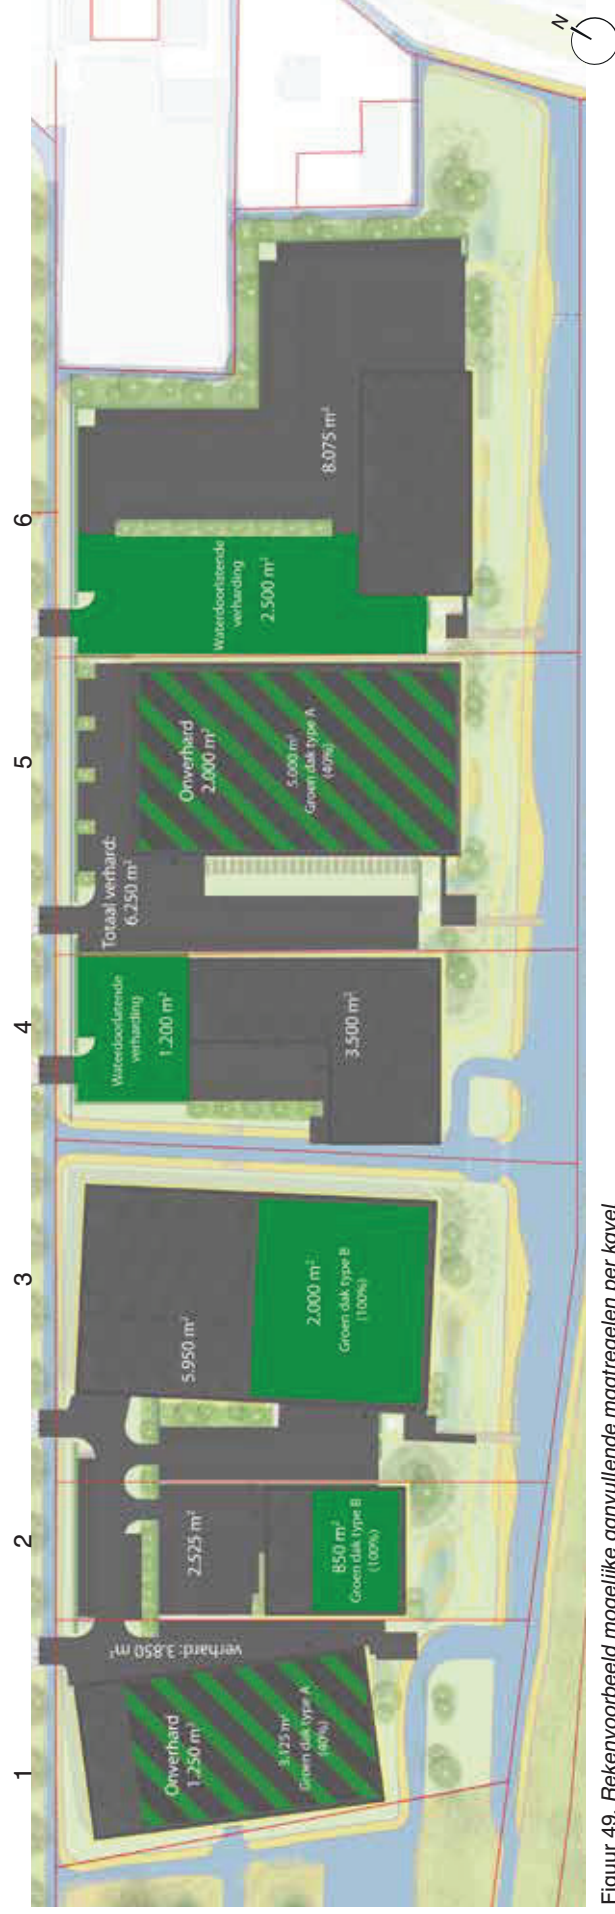 1
2
3
4
5
6
Onverhard
1.250 m²
3.125 m²
Groen dak type A
(40%)
verhard: 3.850 m²
2.525 m²
850 m²
Groen dak type B
(100%)
5.950 m²
2.000 m²
Groen dak type B
(100%)
Waterdoorlatende
verharding
1.200 m²
3.500 m²
Totaal verhard:
6.250 m²
Onverhard
2.000 m²
5.000 m²
Groen dak type A
(40%)
Waterdoorlatende
verharding
2.500 m²
8.075 m²
N
Figuur 49. Rekenvoorbeeld mogelijke aanvullende maatregelen per kavel